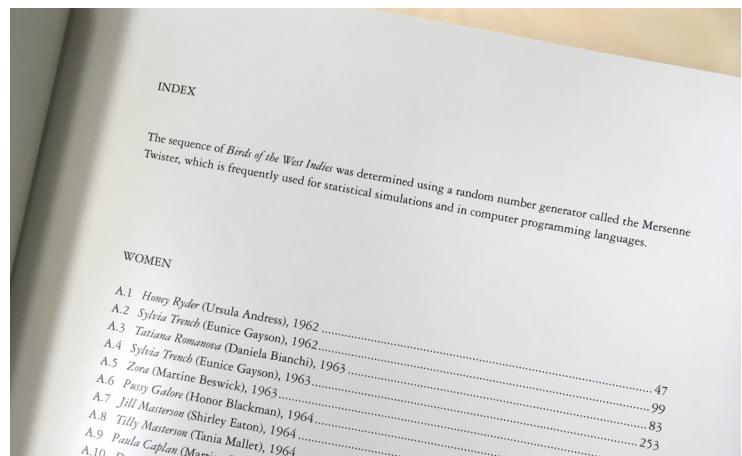 INDEX
The sequence of Birds of the West Indies was determined using a random number generator called the Mersenne
Twister, which is frequently used for statistical simulations and in computer programming languages.
WOMEN
A.1 Honey Ryder (Ursula Andress), 1962 ........ 47
A.2 Sylvia Trench (Eunice Gayson), 1962 ........ 99
A.3 Tatiana Romanova (Daniela Bianchi), 1963 ........ 83
A.4 Sylvia Trench (Eunice Gayson), 1963 ........ 253
A.5 Zora (Martine Beswick), 1963
A.6 Pussy Galore (Honor Blackman), 1964
A.7 Jill Masterson (Shirley Eaton), 1964
A.8 Tilly Masterson (Tania Mallet), 1964
A.9 Paula Caplan
A.10